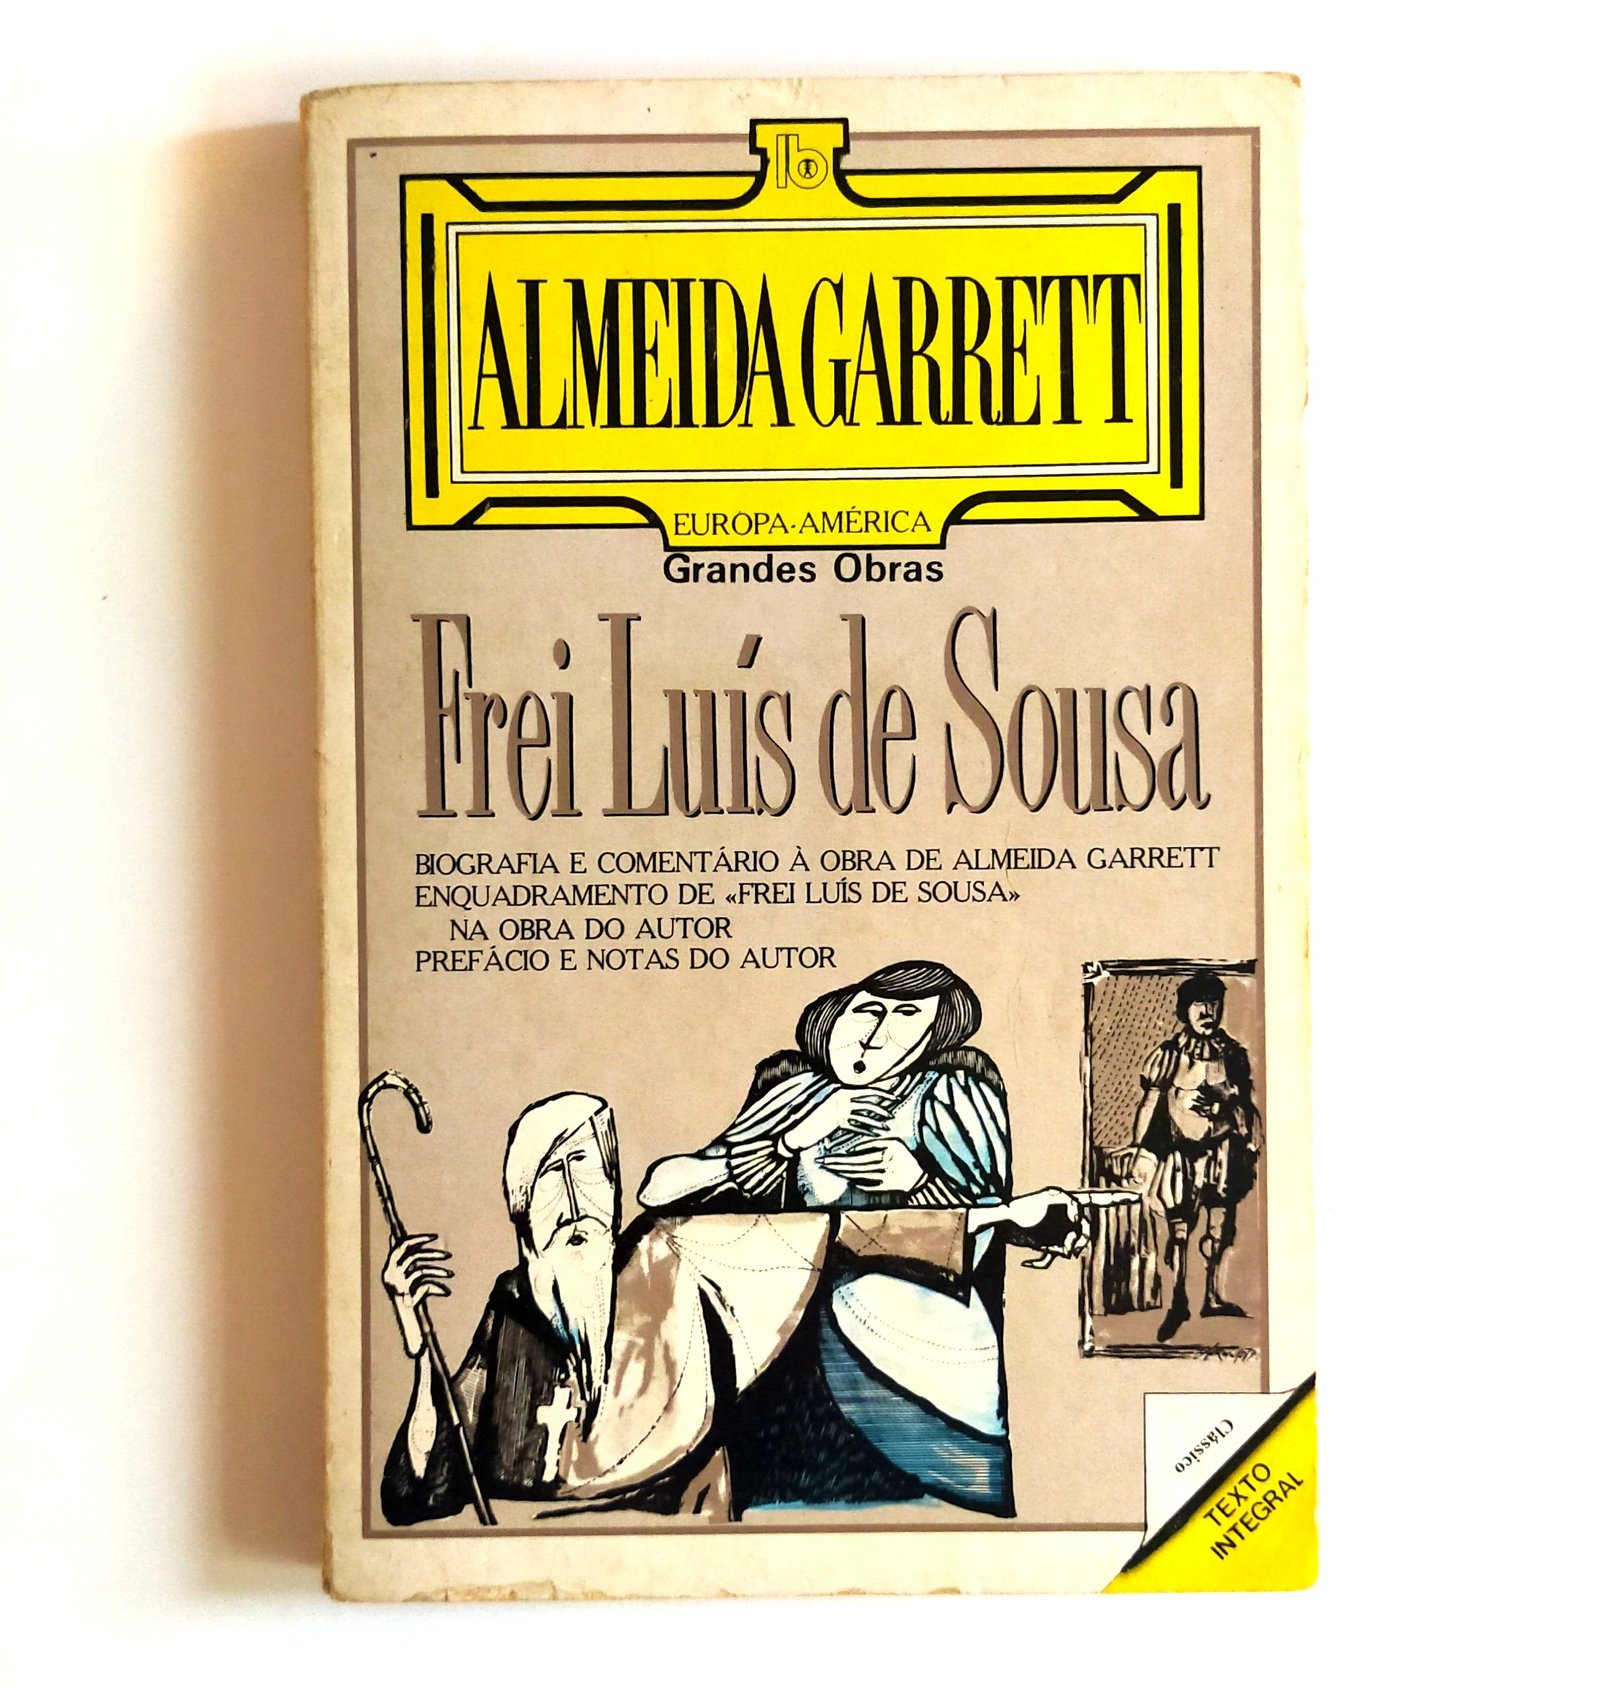 lb
ALMEIDA GARRETT
EUROPA-AMÉRICA
Grandes Obras
Frei Luís de Sousa
BIOGRAFIA E COMENTÁRIO À OBRA DE ALMEIDA GARRETT
ENQUADRAMENTO DE «FREI LUÍS DE SOUSA»
NA OBRA DO AUTOR
PREFÁCIO E NOTAS DO AUTOR
Clássico
TEXTO
INTEGRAL